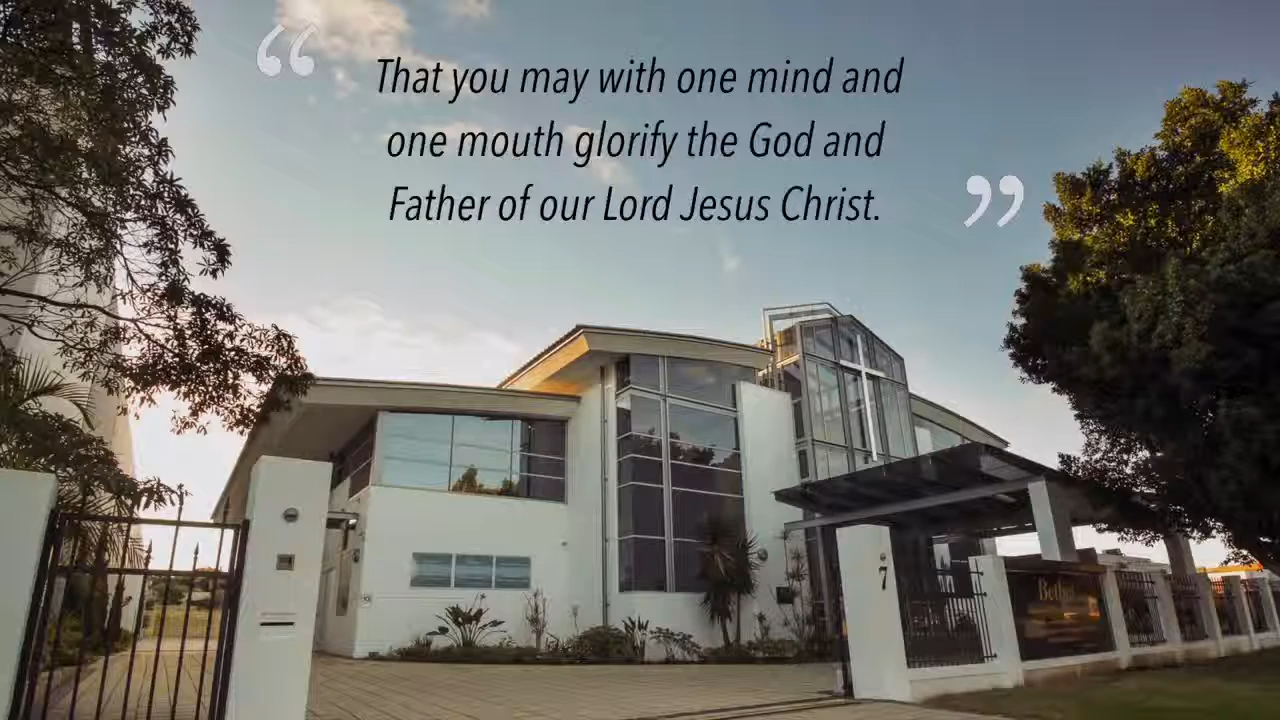 “
That you may with one mind and
one mouth glorify the God and
Father of our Lord Jesus Christ.
”
7